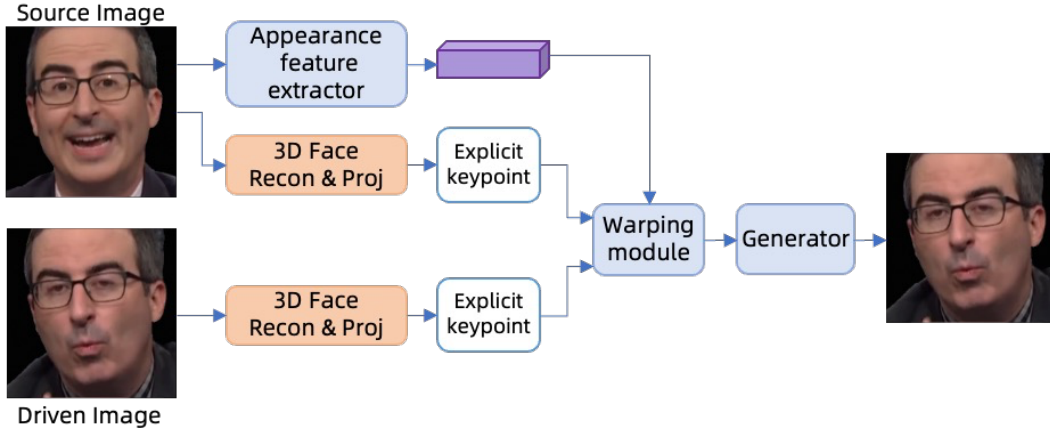 Source Image
Appearance
feature
extractor
3D Face
Recon & Proj
Explicit
keypoint
Warping
module
Generator
3D Face
Recon & Proj
Explicit
keypoint
Driven Image